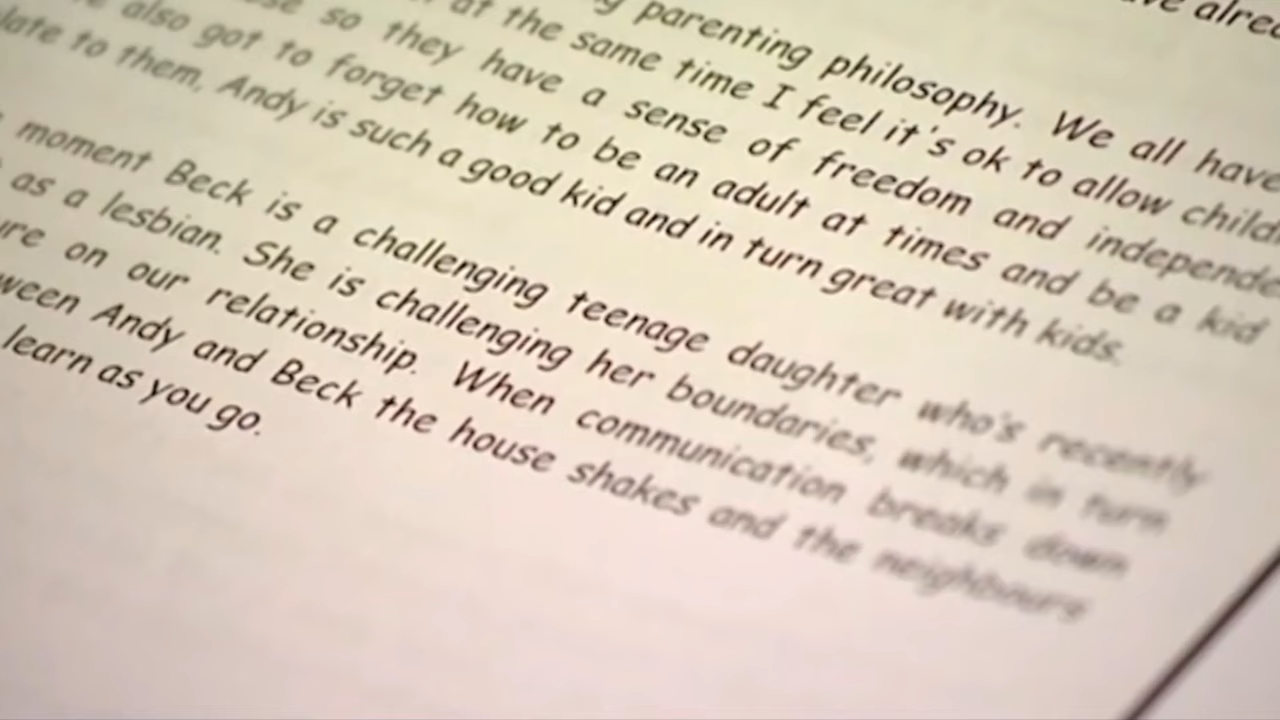 parenting philosophy. We all have
at the same time I feel it's ok to allow child
so they have a sense of freedom and independe
also got to forget how to be an adult at times and be a kid
late to them, Andy is such a good kid and in turn great with kids.
moment Beck is a challenging teenage daughter who's recently
as a lesbian. She is challenging her boundaries, which in turn
ure on our relationship. When communication breaks down
ween Andy and Beck the house shakes and the neighbours
learn as you go.